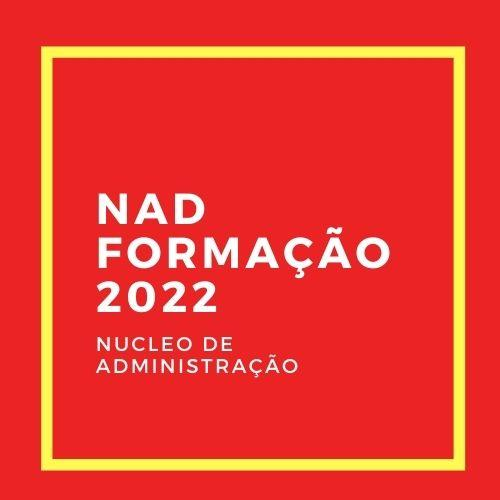 NAD
FORMAÇÃO
2022
NUCLEO DE
ADMINISTRAÇÃO